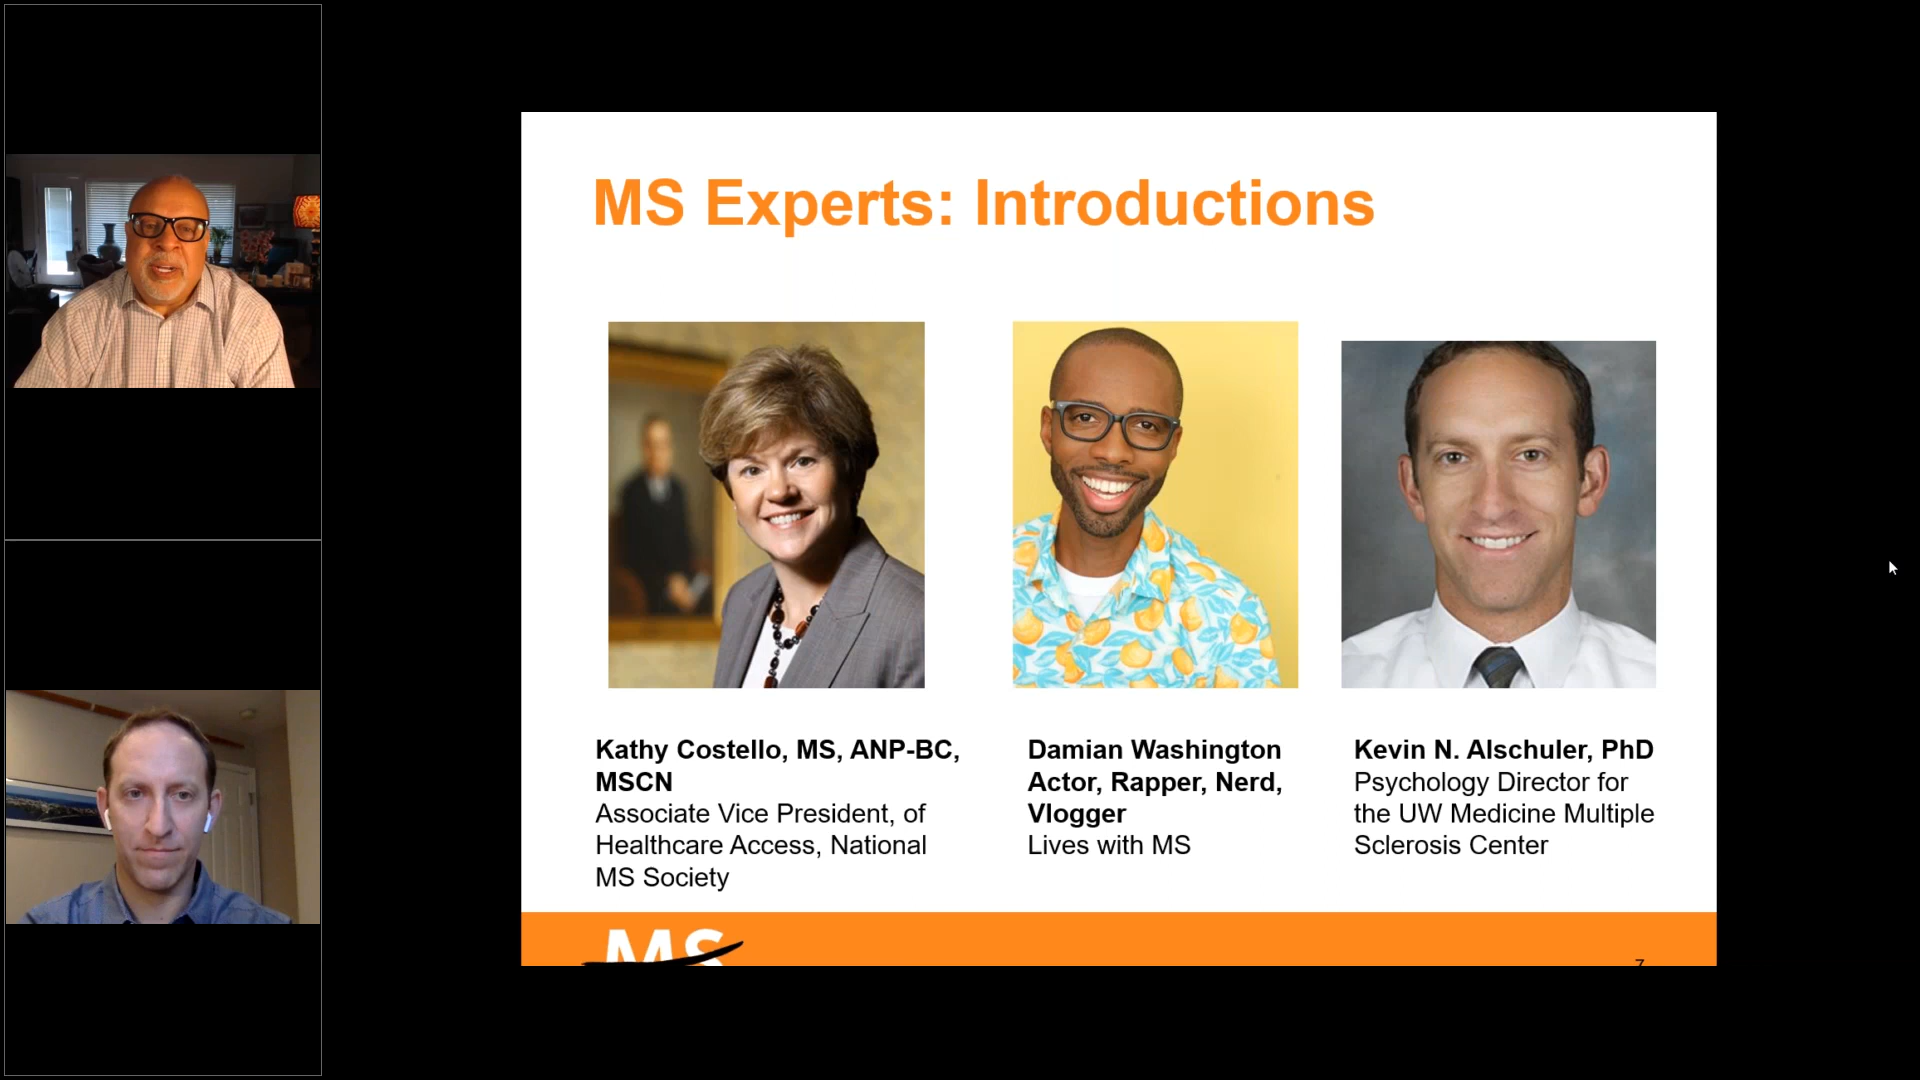 MS Experts: Introductions
Kathy Costello, MS, ANP-BC,
MSCN
Associate Vice President, of
Healthcare Access, National
MS Society
Damian Washington
Actor, Rapper, Nerd,
Vlogger
Lives with MS
Kevin N. Alschuler, PhD
Psychology Director for
the UW Medicine Multiple
Sclerosis Center
MS
7